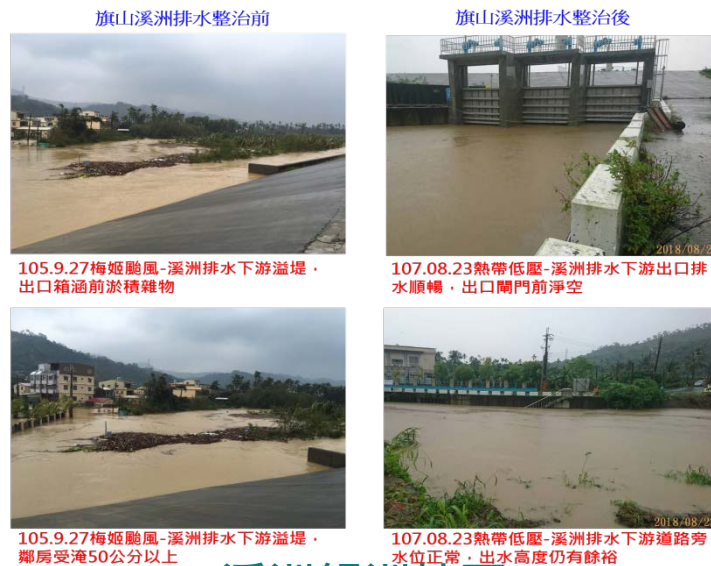 旗山溪洲排水整治前
旗山溪洲排水整治後
2018/08/2
105.9.27梅姬颱風-溪洲排水下游溢堤，
出口箱涵前淤積雜物
107.08.23熱帶低壓-溪洲排水下游出口排
水順暢，出口閘門前淨空
2018/08/2
105.9.27梅姬颱風-溪洲排水下游溢堤，
鄰房受淹50公分以上
107.08.23熱帶低壓-溪洲排水下游道路旁
水位正常，出水高度仍有餘裕